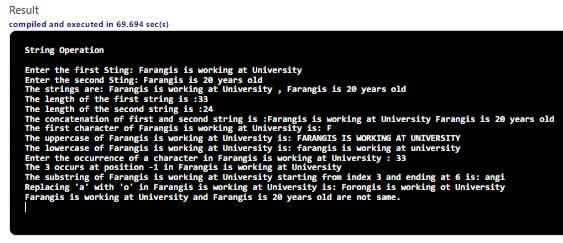 Result
compiled and executed in 69.694 sec(s)
String Operation
Enter the first Sting: Farangis is working at University
Enter the second Sting: Farangis is 20 years old
The strings are: Farangis is working at University , Farangis is 20 years old
The length of the first string is :33
The length of the second string is :24
The concatenation of first and second string is :Farangis is working at University Farangis is 20 years old
The first character of Farangis is working at University is: F
The uppercase of Farangis is working at University is: FARANGIS IS WORKING AT UNIVERSITY
The lowercase of Farangis is working at University is: farangis is working at university
Enter the occurrence of a character in Farangis is working at University : 33
The 3 occurs at position -1 in Farangis is working at University
The substring of Farangis is working at University starting from index 3 and ending at 6 is: angi
Replacing 'a' with 'o' in Farangis is working at University is: Forongis is working ot University
Farangis is working at University and Farangis is 20 years old are not same.